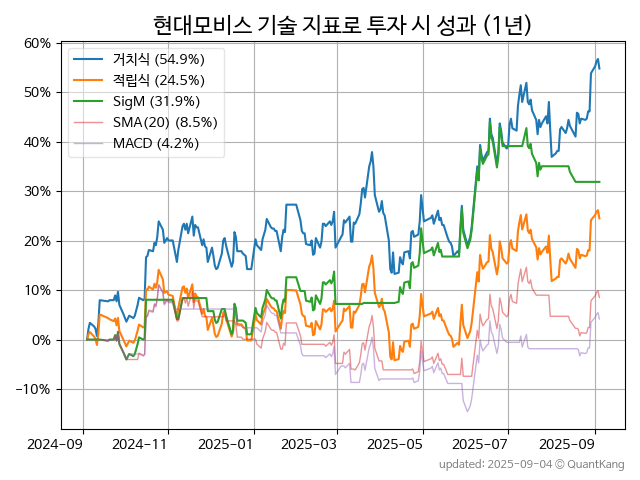 현대모비스 기술 지표로 투자 시 성과 (1년)
거치식 (54.9%)
적립식 (24.5%)
SigM (31.9%)
SMA(20) (8.5%)
MACD (4.2%)
60%
50%
40%
30%
20%
10%
0%
−10%
2024-09
2024-11
2025-01
2025-03
2025-05
2025-07
2025-09
updated: 2025-09-04 © QuantKang